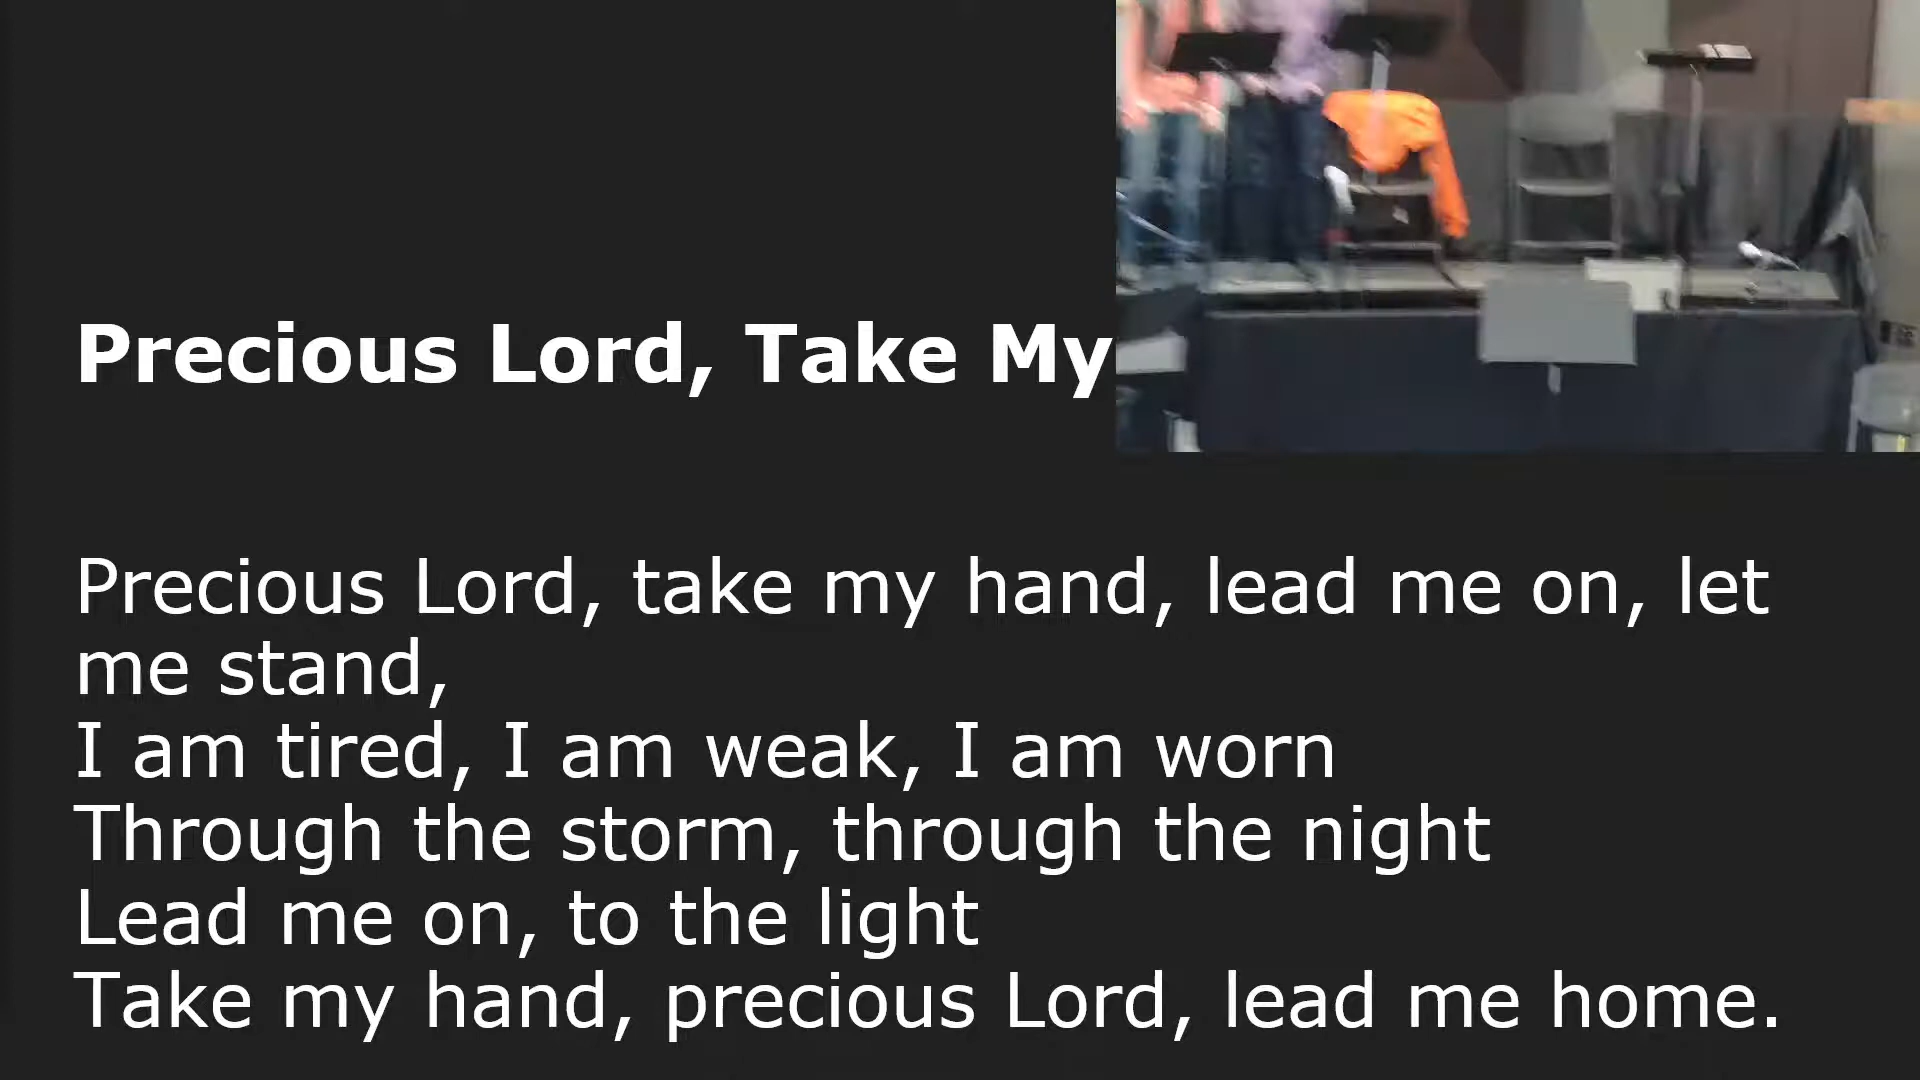 Precious Lord, Take My
Precious Lord, take my hand, lead me on, let
me stand,
I am tired, I am weak, I am worn
Through the storm, through the night
Lead me on, to the light
Take my hand, precious Lord, lead me home.